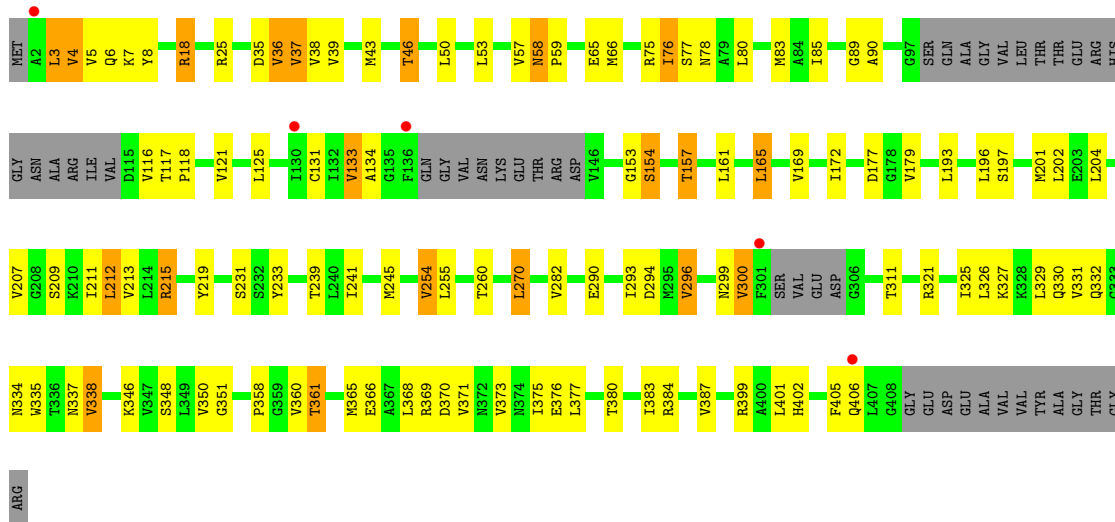 MET A2 L3 V4 V5 Q6 K7 Y8 R18 R25 D35 V36 V37 V38 V39 M43 T46 L50 L53 V57 N58 P59 E65 M66 R75 I76 S77 N78 A79 L80 M83 A84 I85 G89 A90 G97 SER GLN ALA GLY VAL LEU THR THR GLU ARG HIS
GLY ASN ALA ARG ILE VAL D115 V116 T117 P118 V121 L125 I130 C131 I132 V133 A134 G135 F136 GLN GLY VAL ASN LYS GLU THR ARG ASP V146 G153 S154 T157 L161 L165 V169 I172 D177 G178 V179 L193 L196 S197 M201 L202 E203 L204
V207 G208 S209 K210 I211 L212 V213 L214 R215 Y219 S231 S232 Y233 T239 L240 I241 M245 V254 L255 T260 L270 V282 E290 I293 D294 M295 V296 N299 V300 F301 SER VAL GLU ASP G306 T311 R321 I325 L326 K327 K328 L329 Q330 V331 Q332 G333
N334 W335 T336 N337 V338 K346 V347 S348 L349 V350 G351 P358 G359 V360 T361 M365 E366 A367 L368 R369 D370 V371 N372 V373 N374 I375 E376 L377 T380 I383 R384 V387 R399 A400 L401 H402 F405 Q406 L407 G408 GLY GLU ASP GLU ALA VAL VAL TYR ALA GLY THR GLY
ARG